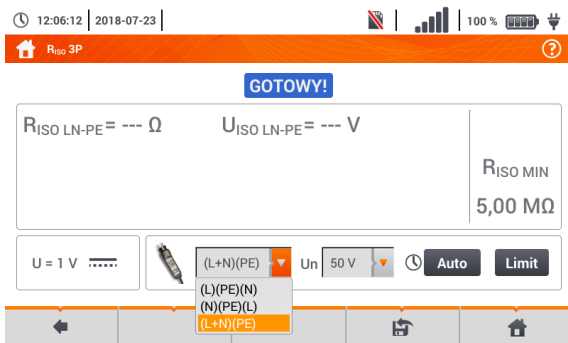 12:06:12 2018-07-23 100 %
RISO 3P ?
GOTOWY!
RISO LN-PE= --- Ω UISO LN-PE= --- V
RISO MIN
5,00 MΩ
U = 1 V (L+N)(PE) Un 50 V Auto Limit
(L)(PE)(N)
(N)(PE)(L)
(L+N)(PE)